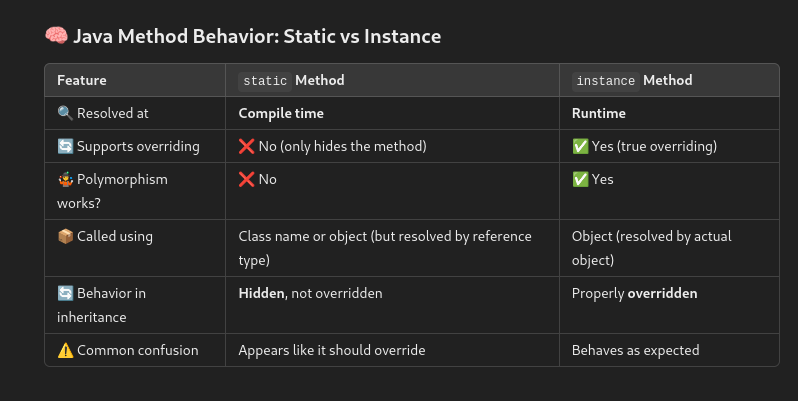 🧠 Java Method Behavior: Static vs Instance
Feature static Method instance Method
🔍 Resolved at Compile time Runtime
🔄 Supports overriding ❌ No (only hides the method) ✅ Yes (true overriding)
🤹 Polymorphism ❌ No ✅ Yes
works?
📦 Called using Class name or object (but resolved by reference Object (resolved by actual
type) object)
🔄 Behavior in Hidden, not overridden Properly overridden
inheritance
⚠️ Common confusion Appears like it should override Behaves as expected